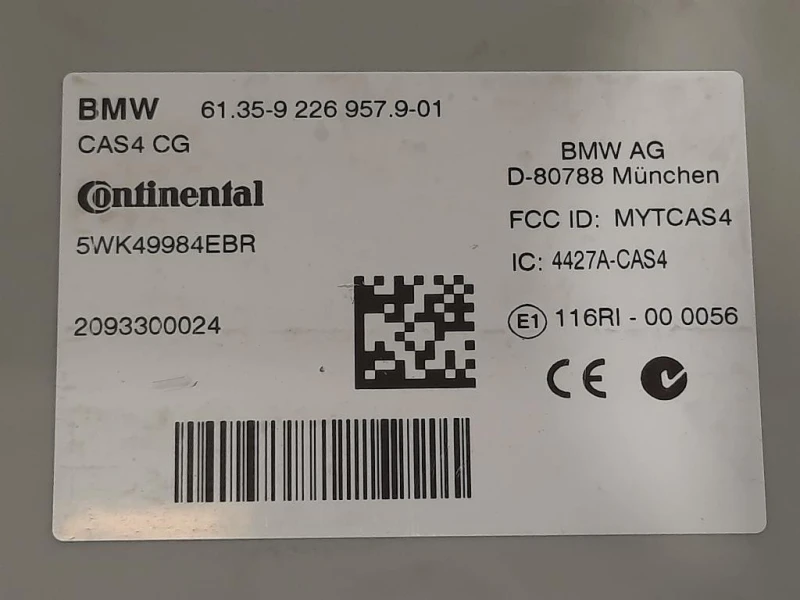 BMW 61.35-9 226 957.9-01
CAS4 CG
Continental
5WK49984EBR
2093300024
BMW AG
D-80788 München
FCC ID: MYTCAS4
IC: 4427A-CAS4
E1 116RI - 00 0056
CE